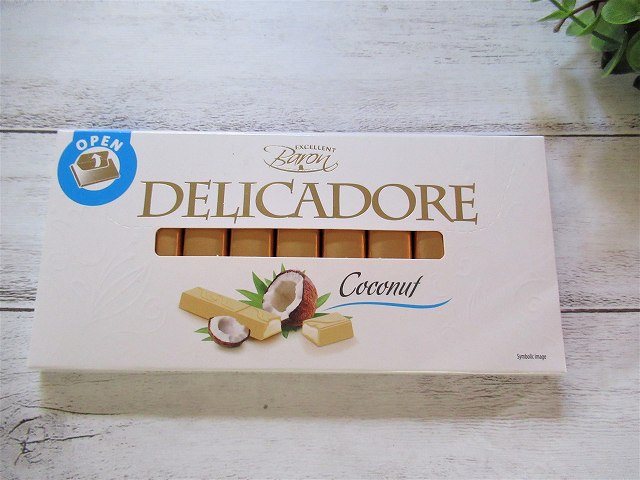 OPEN
EXCELLENT
Baron
DELICADORE
Coconut
Symbolic image